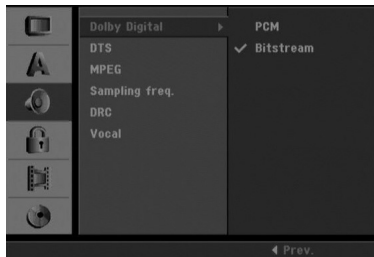 Dolby Digital
DTS
MPEG
Sampling freq.
DRC
Vocal
PCM
Bitstream
Prev.